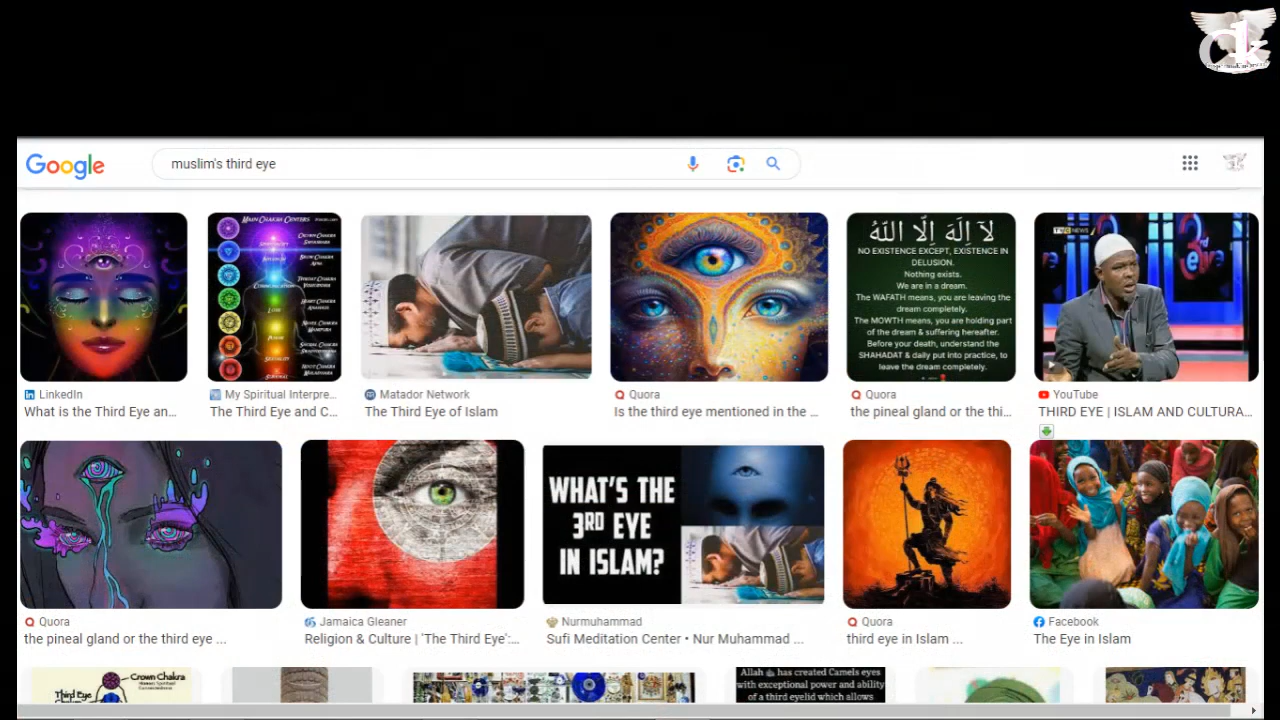 Google
muslim's third eye
MAIN CHAKRA CENTERS
لآ اِلَهَ اِلَّا اللهُ
NO EXISTENCE EXCEPT, EXISTENCE IN
DELUSION.
Nothing exists.
We are in a dream.
The WAFATH means, you are leaving the
dream completely.
The MOWTH means, you are holding part
of the dream & suffering hereafter.
Before your death, understand the
SHAHADAT & daily put into practice, to
leave the dream completely.
NEWS
LinkedIn
What is the Third Eye an...
My Spiritual Interpre...
The Third Eye and C...
Matador Network
The Third Eye of Islam
Quora
Is the third eye mentioned in the ...
Quora
the pineal gland or the thi...
YouTube
THIRD EYE | ISLAM AND CULTURA...
WHAT'S THE
3RD EYE
IN ISLAM?
Quora
the pineal gland or the third eye ...
Jamaica Gleaner
Religion & Culture | 'The Third Eye':...
Nurmuhammad
Sufi Meditation Center • Nur Muhammad ...
Quora
third eye in Islam ...
Facebook
The Eye in Islam
Crown Chakra
Third Eye
Allah has created Camels eyes
with exceptional power and ability
of a third eyelid which allows